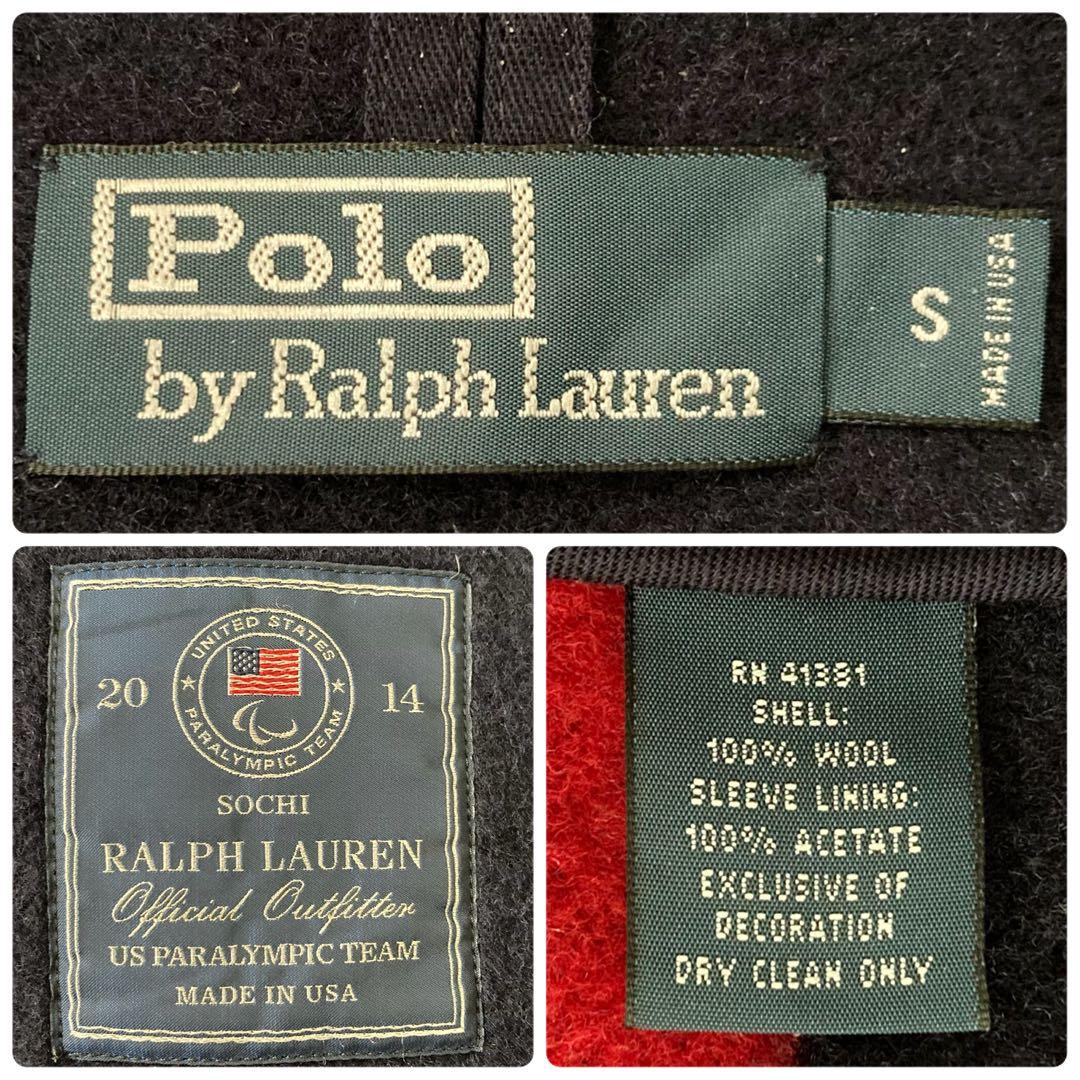 Polo
by Ralph Lauren
S
MADE IN USA
UNITED STATES
PARALYMPIC TEAM
20 14
SOCHI
RALPH LAUREN
Official Outfitter
US PARALYMPIC TEAM
MADE IN USA
RN 41381
SHELL:
100% WOOL
SLEEVE LINING:
100% ACETATE
EXCLUSIVE OF
DECORATION
DRY CLEAN ONLY